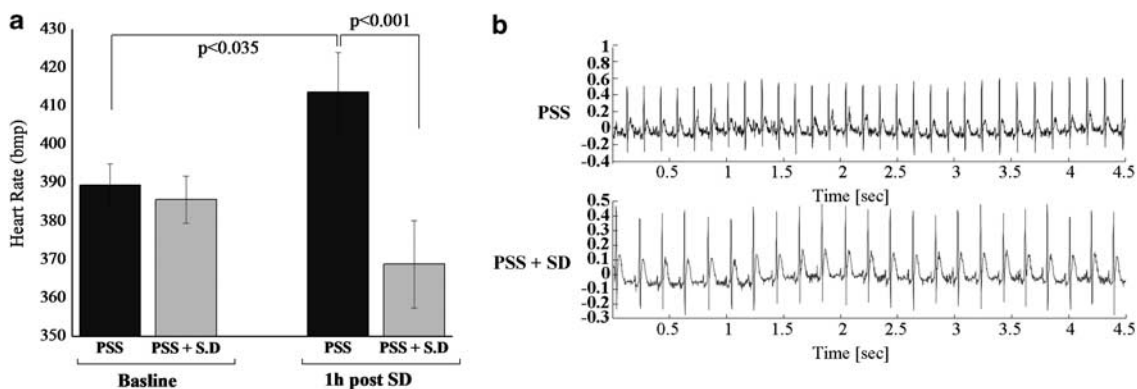 a
430
420
410
400
390
380
370
360
350
Heart Rate (bmp)
p<0.035
p<0.001
PSS
PSS + S.D
PSS
PSS + S.D
Basline
1h post SD
b
PSS
1
0.8
0.6
0.4
0.2
0
-0.2
-0.4
0.5 1 1.5 2 2.5 3 3.5 4 4.5
Time [sec]
PSS + SD
0.5
0.4
0.3
0.2
0.1
0
-0.1
-0.2
-0.3
0.5 1 1.5 2 2.5 3 3.5 4 4.5
Time [sec]